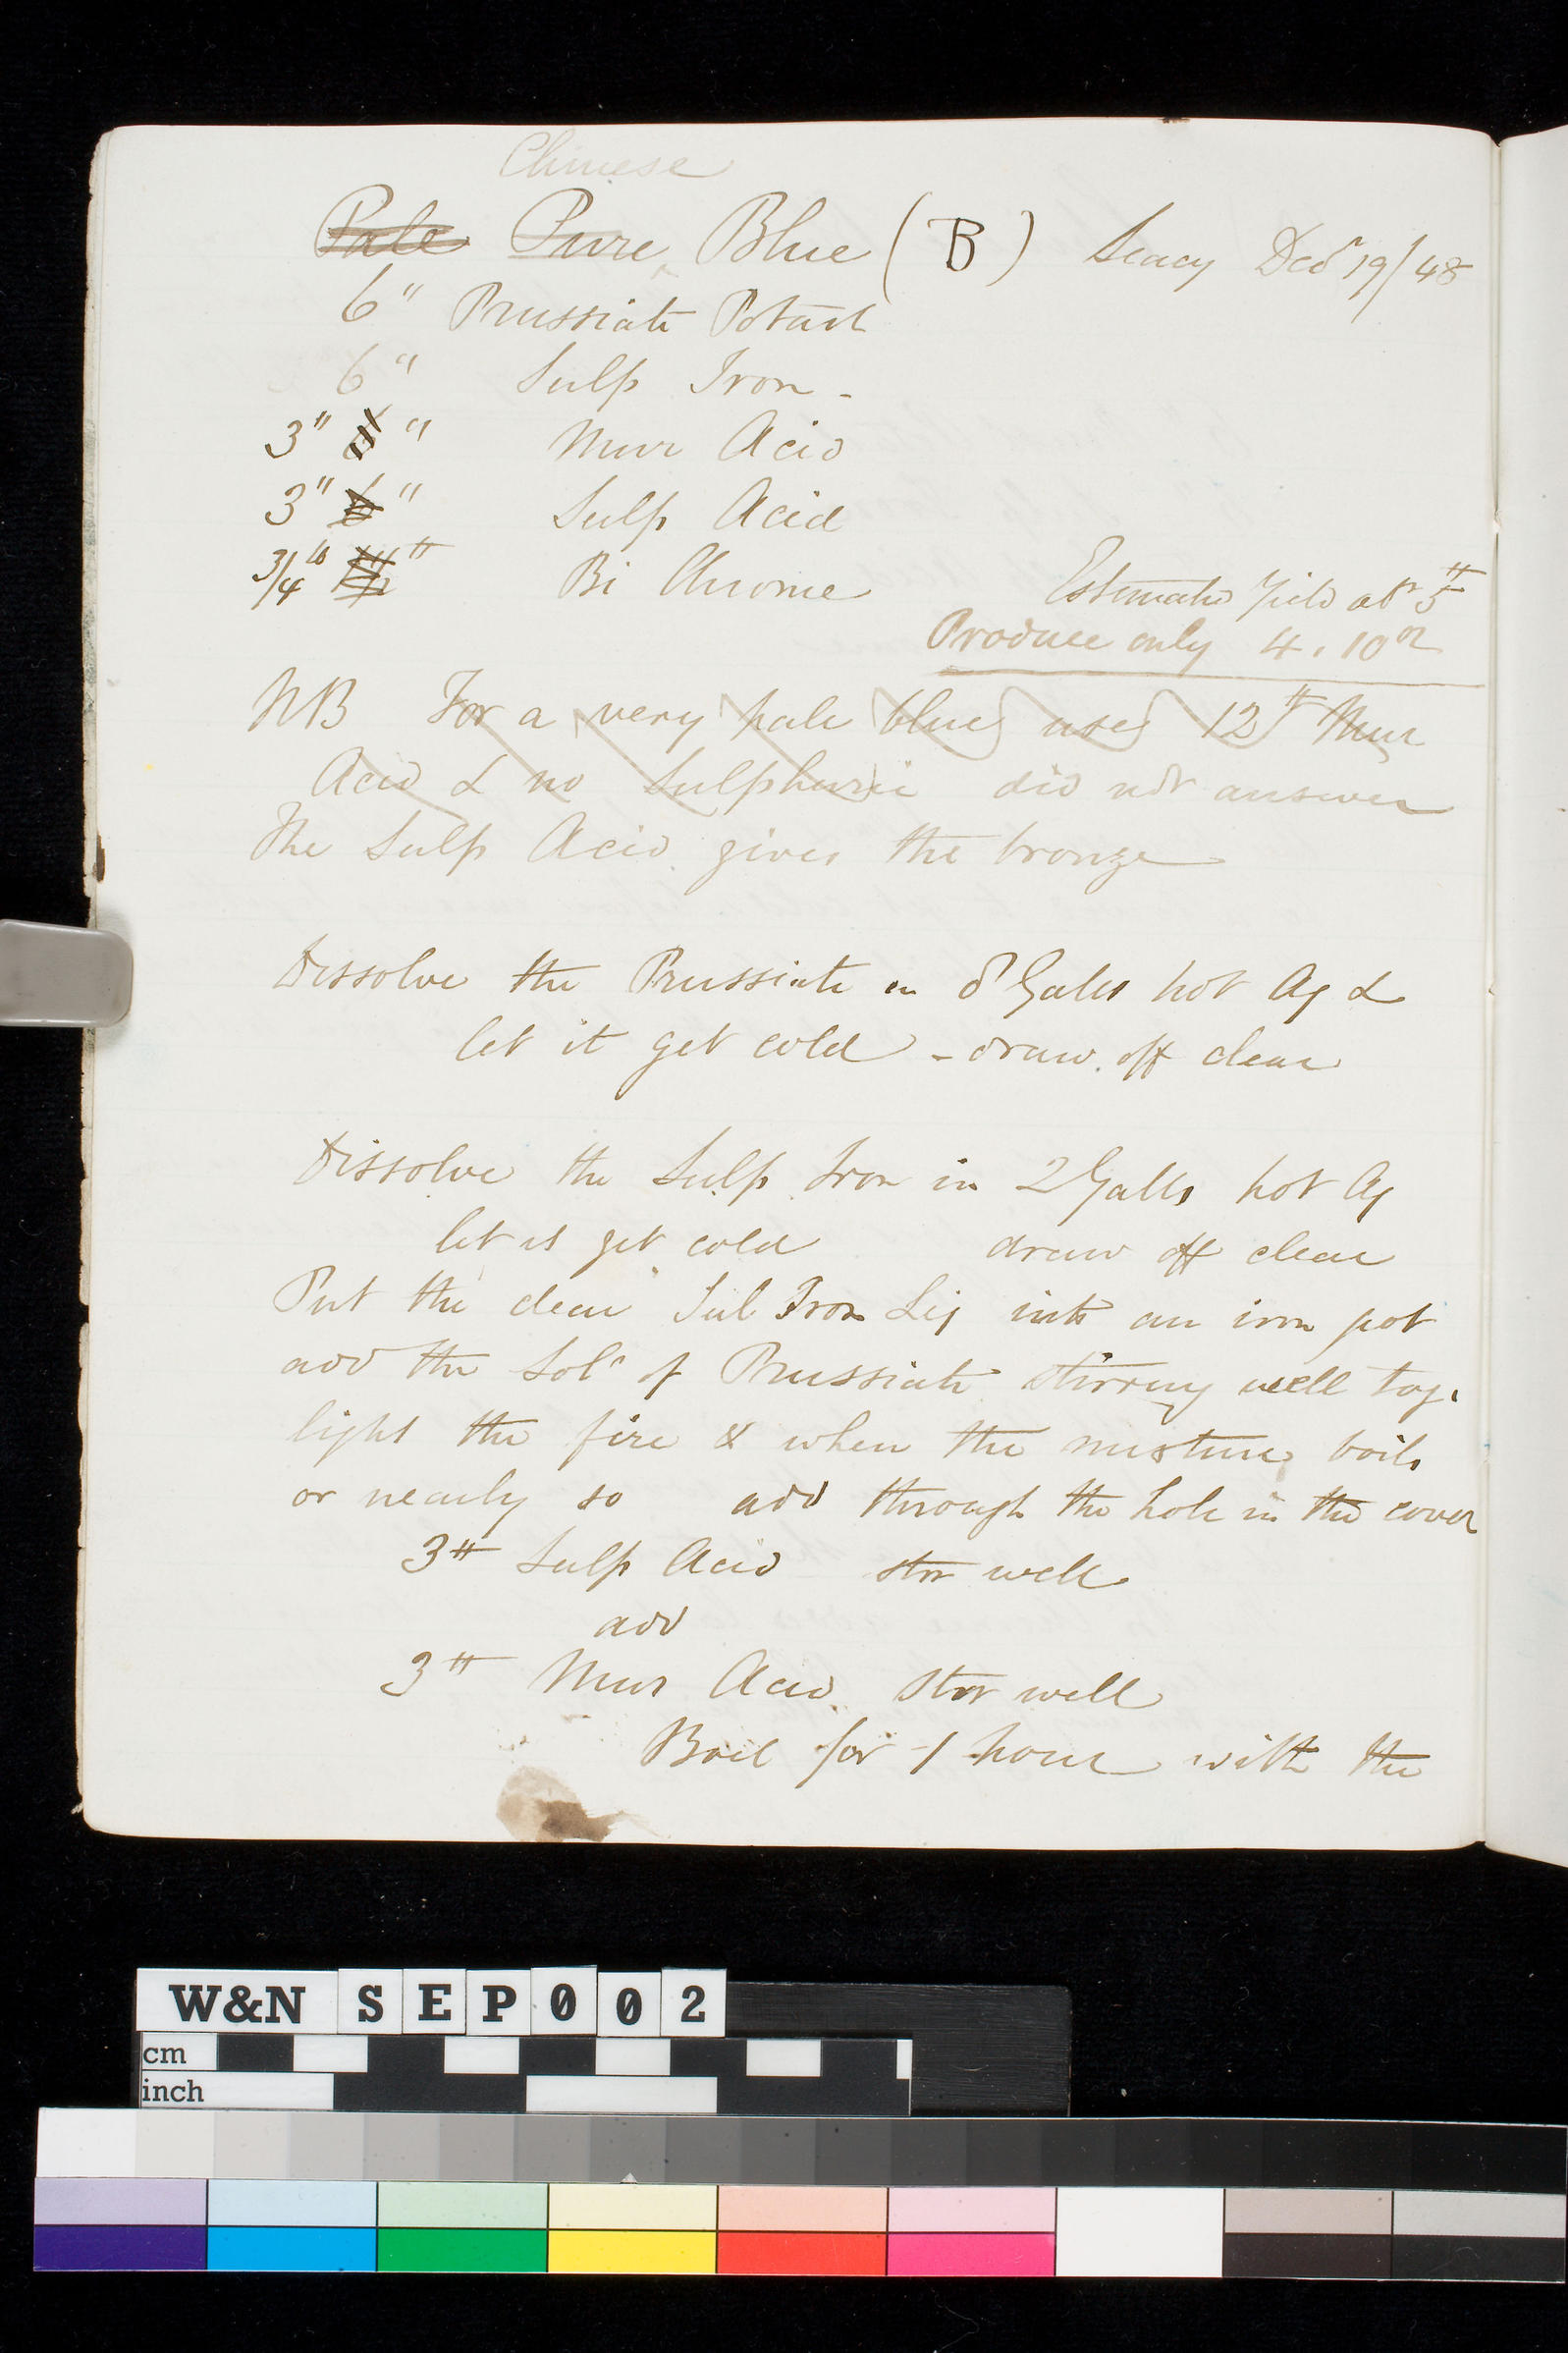 Chinese
Pale Pure Blue (B) Decr 19/48
6" Prussiate Potash
6" Sulp Iron -
3" " Mur Acid
3" 6 " Sulp Acid
3/4 lb " Bi Chrome
Estimated Yield abt 5 #
Produce only 4.10 oz
NB For a very pale blue use 12 # Mur
Acid & no Sulphuric did not answer
The Sulp Acid gives the bronze
Dissolve the Prussiate in 8 Galls hot Aq &
let it get cold - draw off clear
Dissolve the Sulp Iron in 2 Galls hot Aq
let it get cold draw off clear
Put the clear Sul Iron Liq into an iron pot
add the Soln of Prussiate stirring well tog.
light the fire & when the mixture boils
or nearly so add through the hole in the cover
3 # Sulp Acid stir well
add
3 # Mur Acid stir well
Boil for 1 hour with the
W&N SEP002
cm
inch